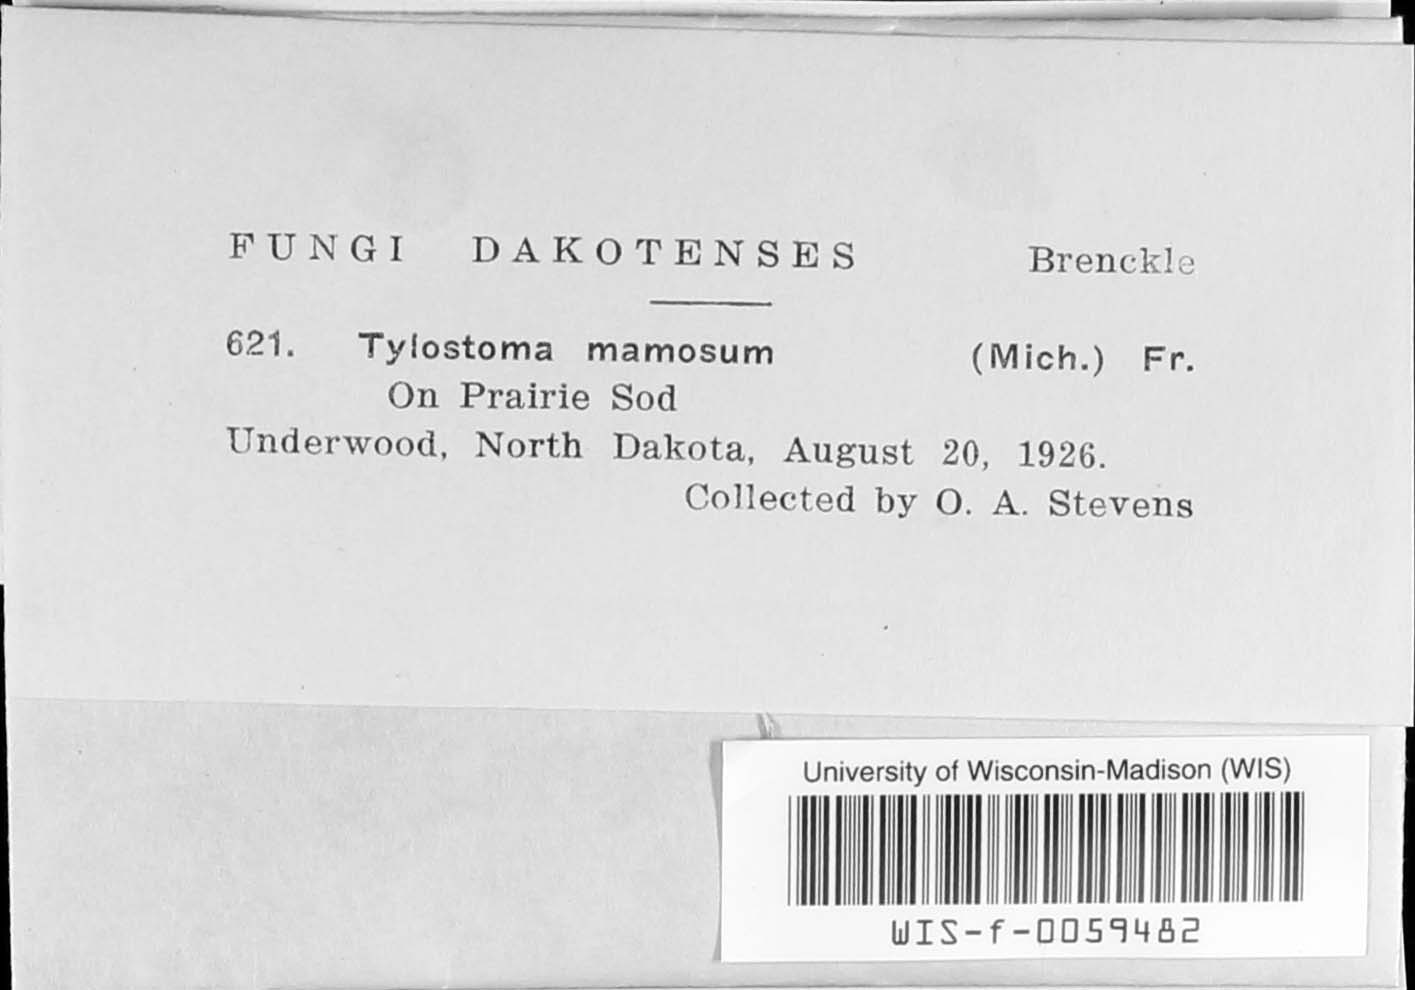 FUNGI DAKOTENSES Brenckle
621. Tylostoma mamosum (Mich.) Fr.
On Prairie Sod
Underwood, North Dakota, August 20, 1926.
Collected by O. A. Stevens
University of Wisconsin-Madison (WIS)
WIS-f-0059482